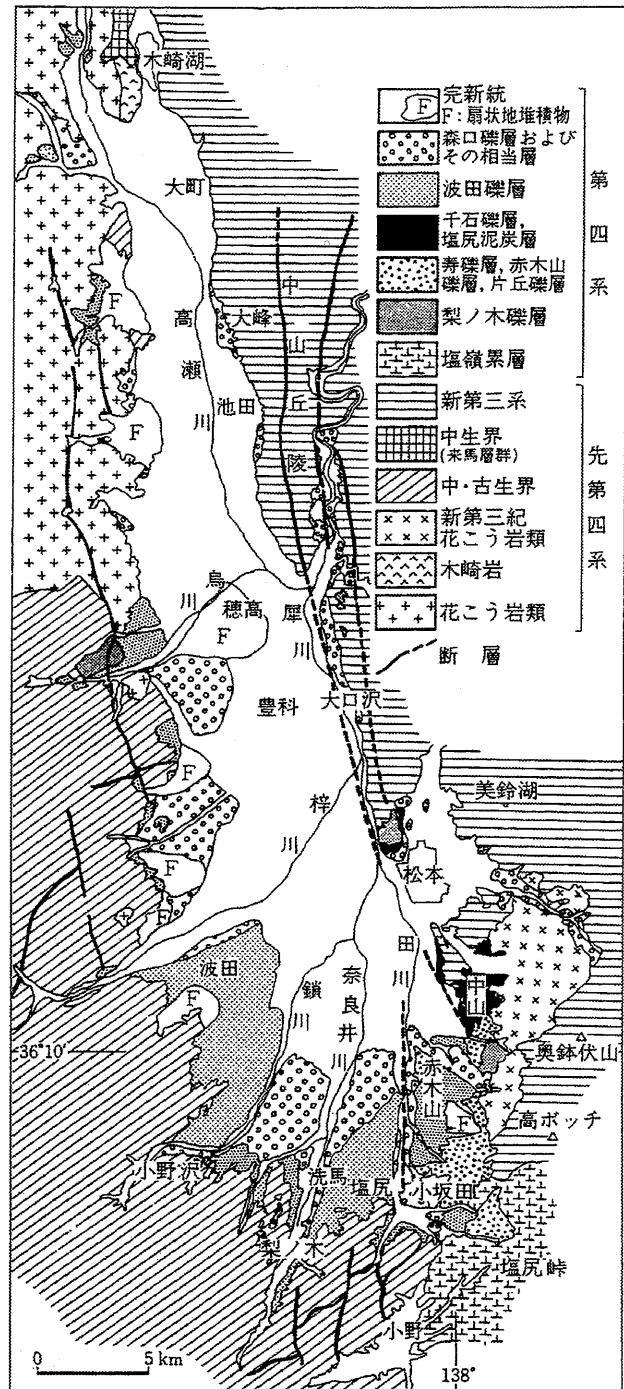 木崎湖
大町
高瀬川
大峰
池田
中山丘陵
烏川
穂高
F
犀川
豊科
大口沢
梓川
美鈴湖
松本
田川
中山
波田
鎖川
奈良井川
36°10′
奥鉢伏山
赤木山
高ボッチ
小野沢
洗馬
塩尻
小坂田
梨ノ木
塩尻峠
小野
0 5 km
138°
F
F
F
F
F
F
F
完新統
F:扇状地堆積物
森口礫層および
その相当層
波田礫層
千石礫層,
塩尻泥炭層
寿礫層,赤木山
礫層,片丘礫層
梨ノ木礫層
塩嶺累層
第四系
新第三系
中生界
(来馬層群)
中・古生界
新第三紀
花こう岩類
木崎岩
花こう岩類
先第四系
断層